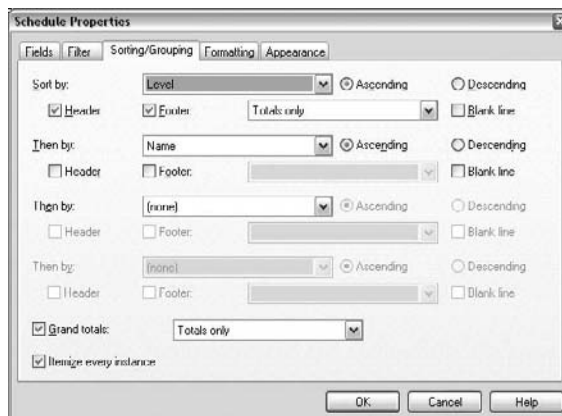 Schedule Properties
Fields Filter Sorting/Grouping Formatting Appearance
Sort by: Level Ascending Descending
Header Footer: Totals only Blank line
Then by: Name Ascending Descending
Header Footer: Blank line
Then by: (none) Ascending Descending
Header Footer: Blank line
Then by: (none) Ascending Descending
Header Footer: Blank line
Grand totals: Totals only
Itemize every instance
OK Cancel Help